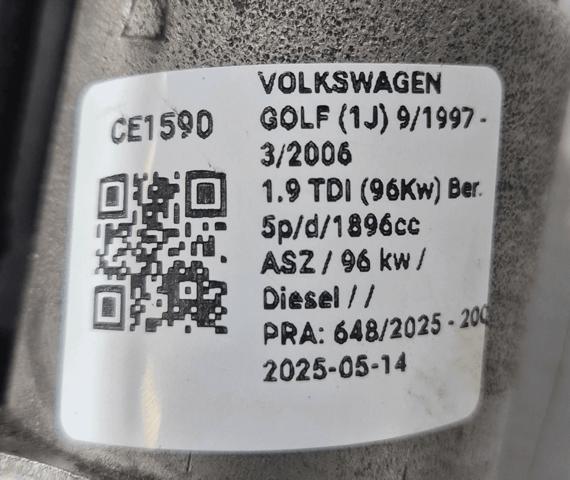 CE1590
VOLKSWAGEN
GOLF (1J) 9/1997 -
3/2006
1.9 TDI (96Kw) Ber.
5p/d/1896cc
ASZ / 96 kw /
Diesel / /
PRA: 648/2025 - 200
2025-05-14